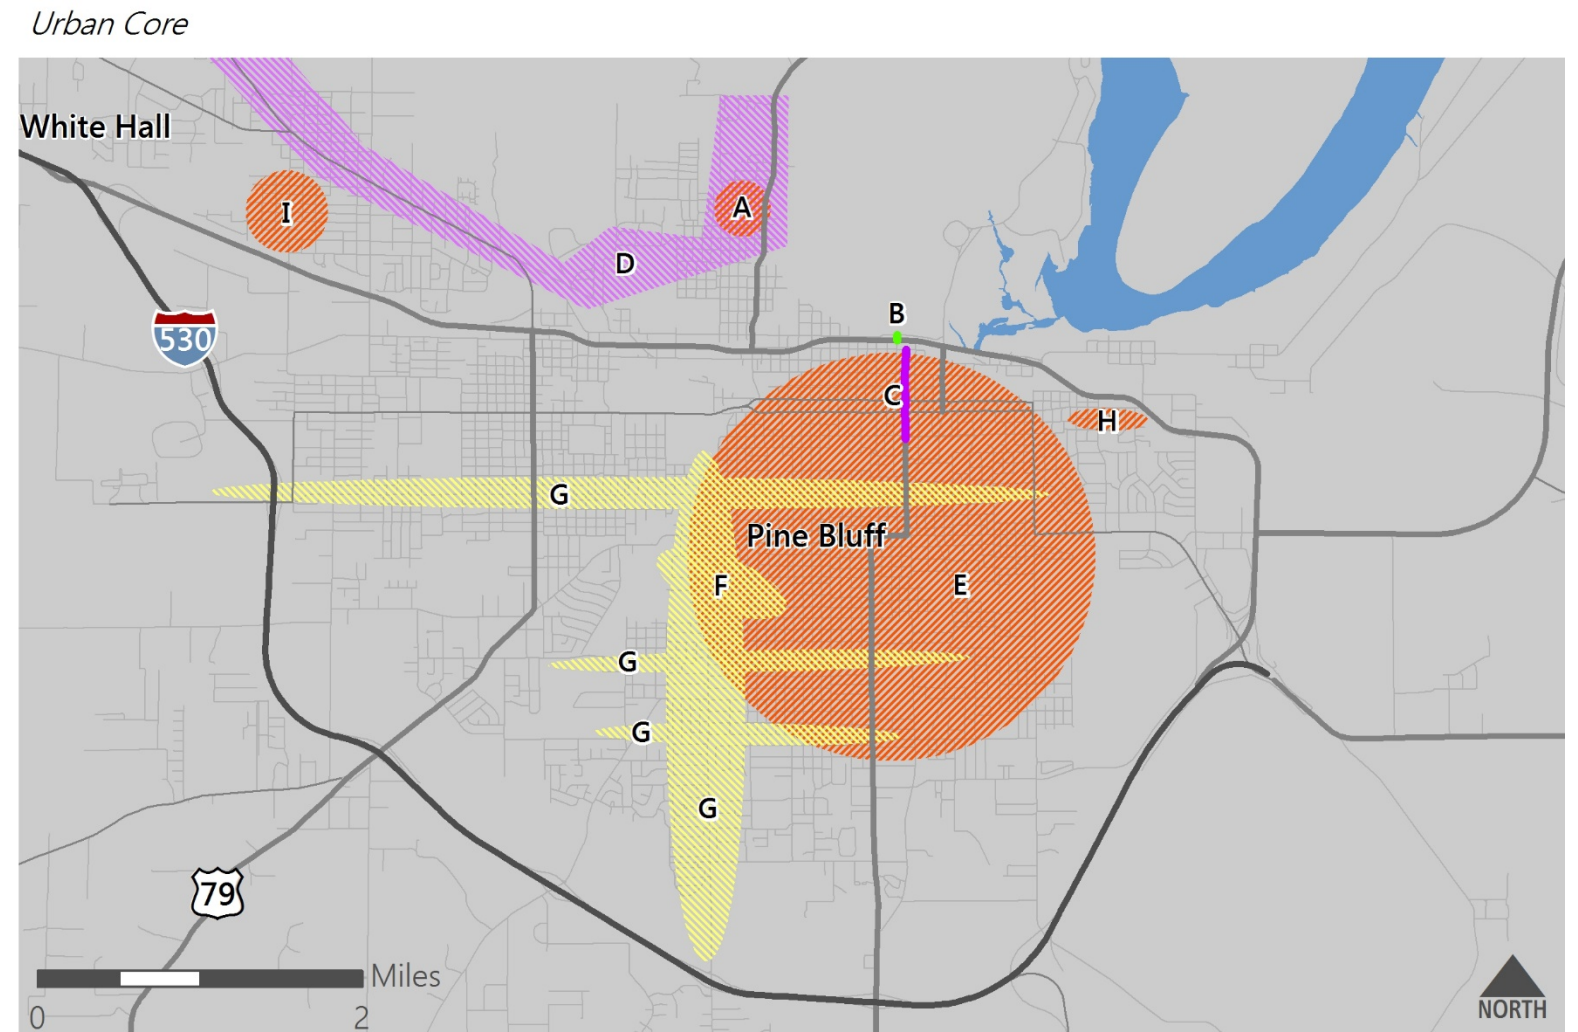 Urban Core
White Hall
I
A
D
B
530
C
H
G
Pine Bluff
F
E
G
G
G
79
Miles
0 2
NORTH